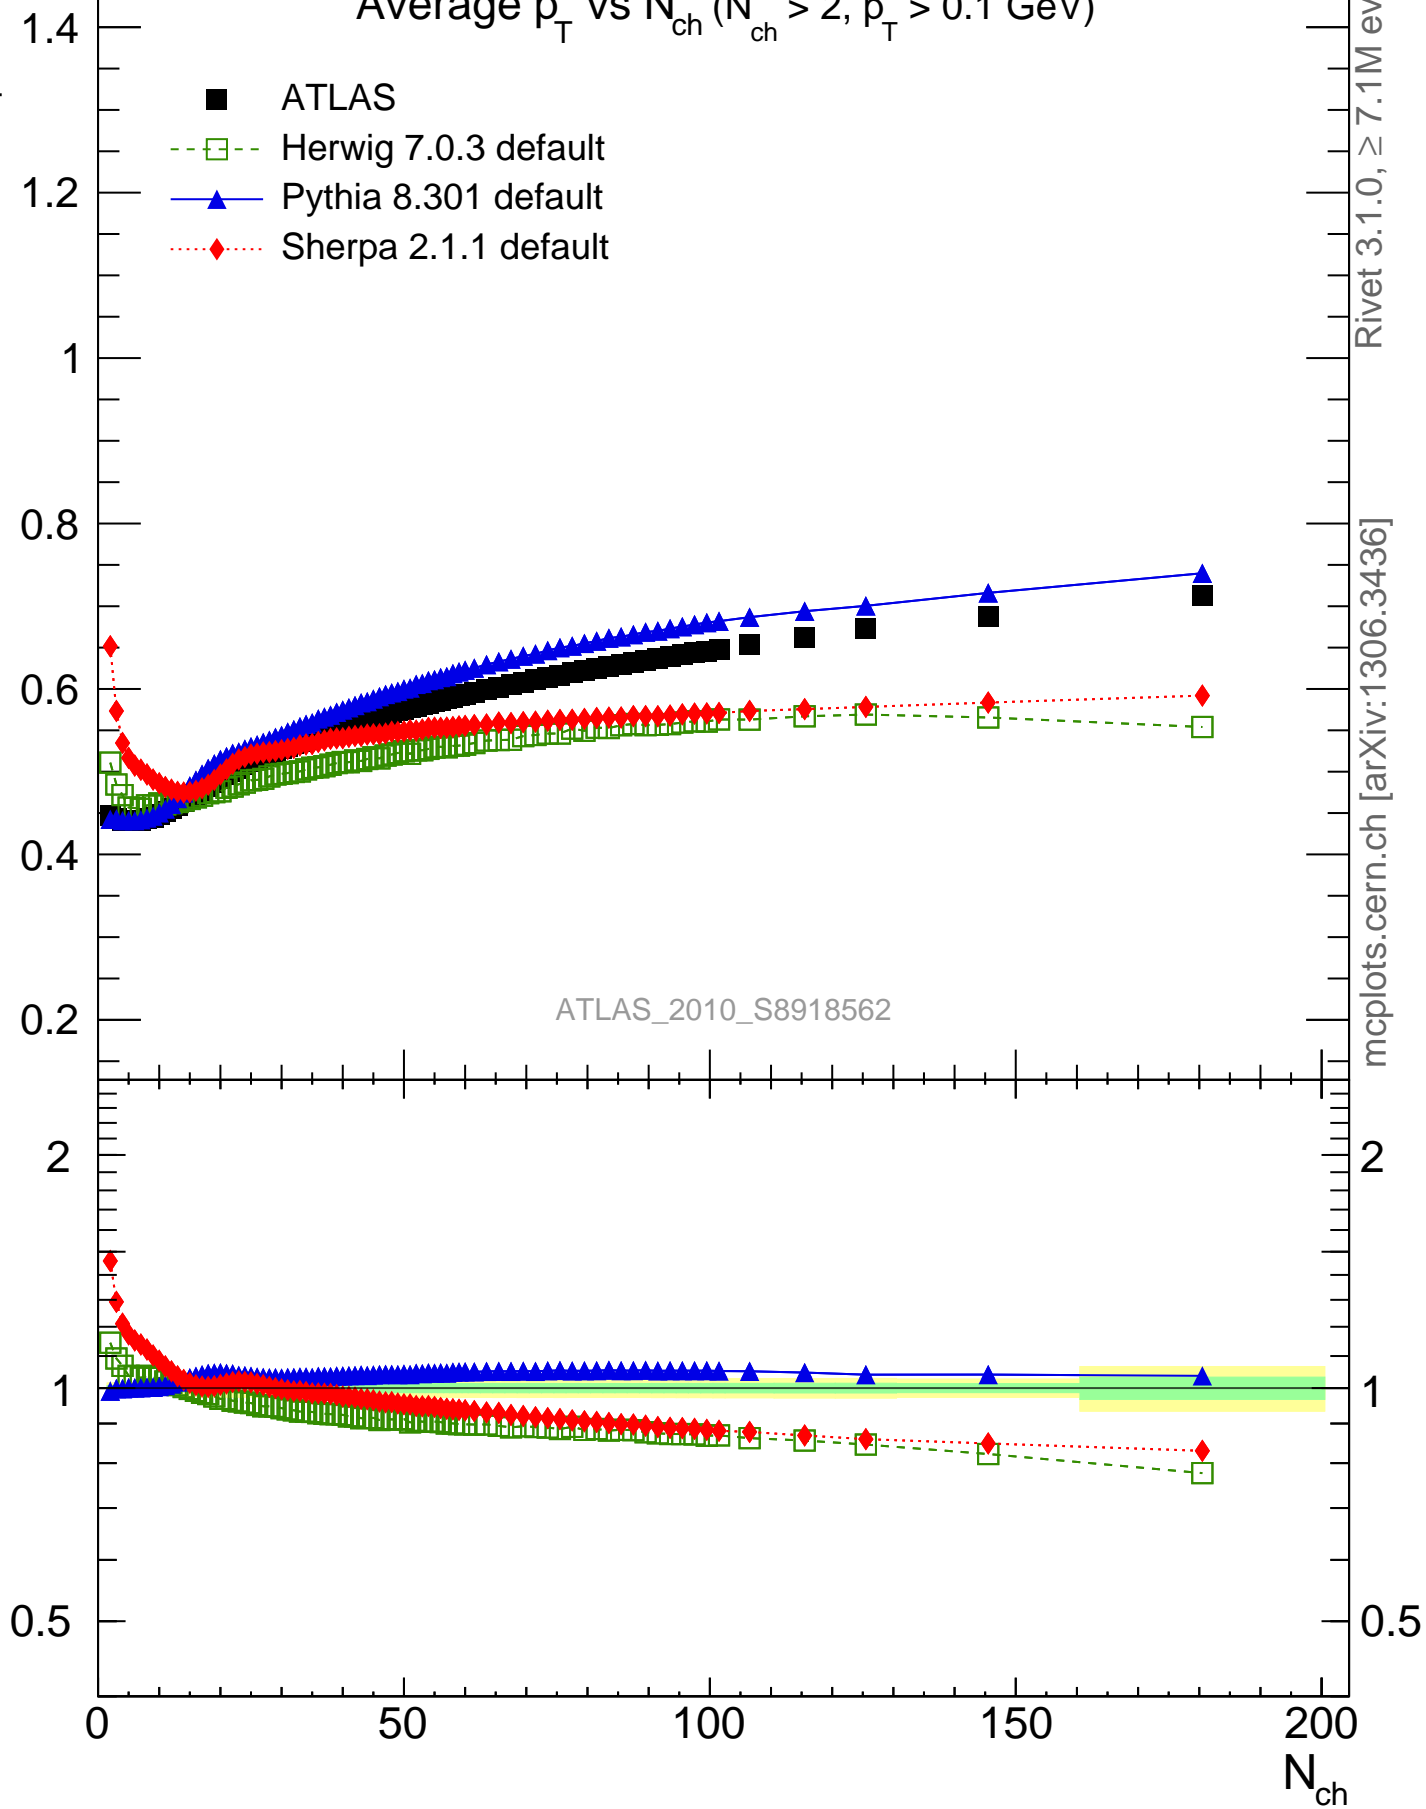 Average p_T vs N_ch (N_ch > 2, p_T > 0.1 GeV)
ATLAS
Herwig 7.0.3 default
Pythia 8.301 default
Sherpa 2.1.1 default
1.4
1.2
1
0.8
0.6
0.4
0.2
ATLAS_2010_S8918562
Rivet 3.1.0, ≥ 7.1M ev
mcplots.cern.ch [arXiv:1306.3436]
2
1
0.5
2
1
0.5
0
50
100
150
200
N_ch